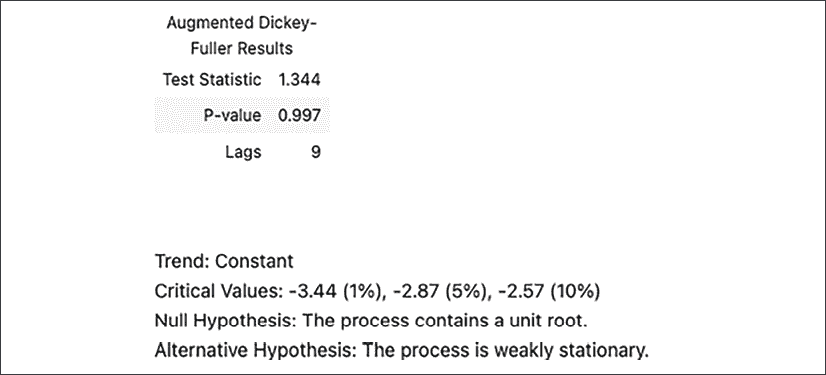 Augmented Dickey-
Fuller Results
Test Statistic 1.344
P-value 0.997
Lags 9
Trend: Constant
Critical Values: -3.44 (1%), -2.87 (5%), -2.57 (10%)
Null Hypothesis: The process contains a unit root.
Alternative Hypothesis: The process is weakly stationary.